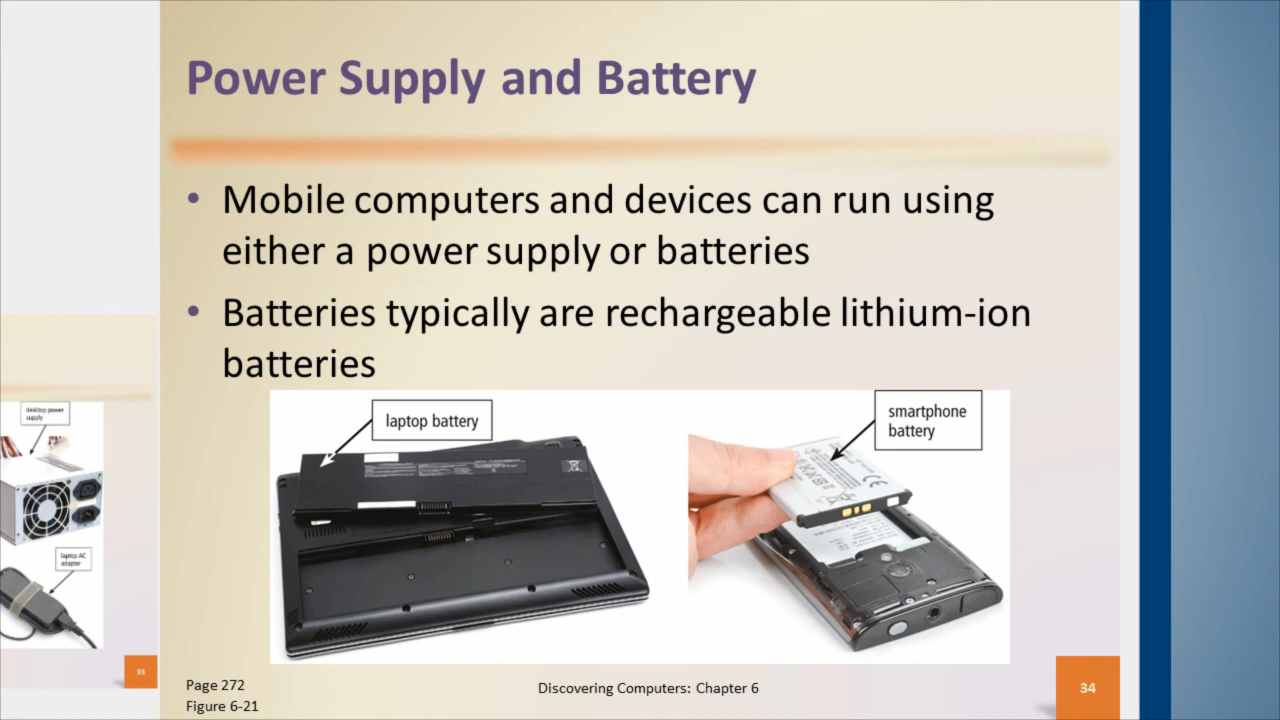 Power Supply and Battery
• Mobile computers and devices can run using
either a power supply or batteries
• Batteries typically are rechargeable lithium-ion
batteries
laptop battery
smartphone
battery
desktop power
supply
laptop AC
adapter
Page 272
Figure 6-21
Discovering Computers: Chapter 6
34